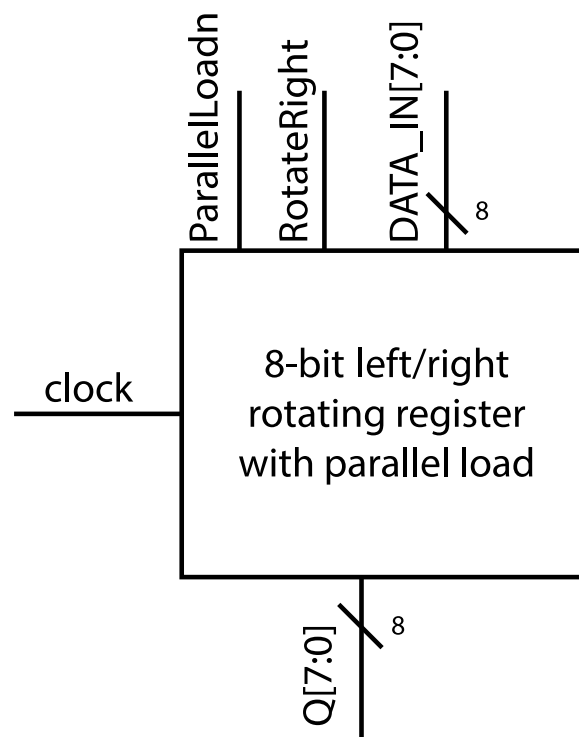 ParallelLoadn
RotateRight
DATA_IN[7:0]
8
8-bit left/right
rotating register
with parallel load
clock
Q[7:0]
8